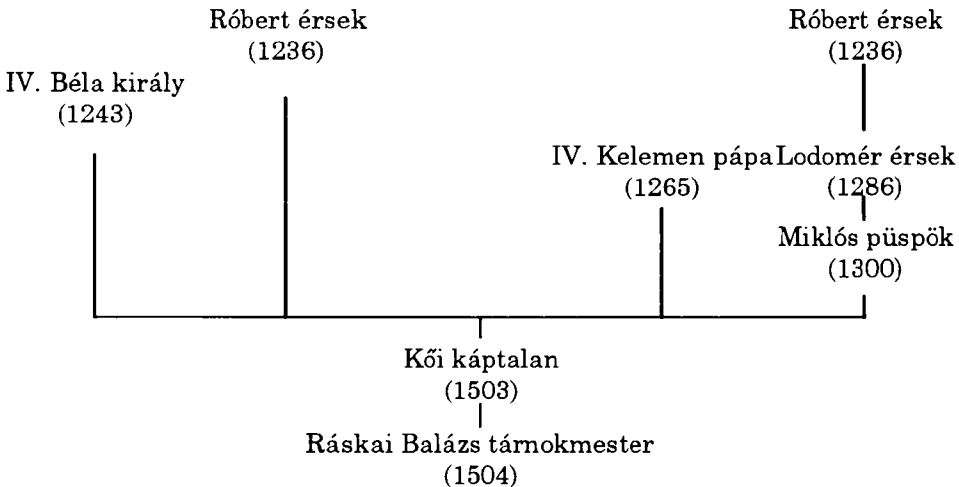 Róbert érsek
(1236)
Róbert érsek
(1236)
IV. Béla király
(1243)
IV. Kelemen pápa
(1265)
Lodomér érsek
(1286)
Miklós püspök
(1300)
Kői káptalan
(1503)
Ráskai Balázs tárnokmester
(1504)